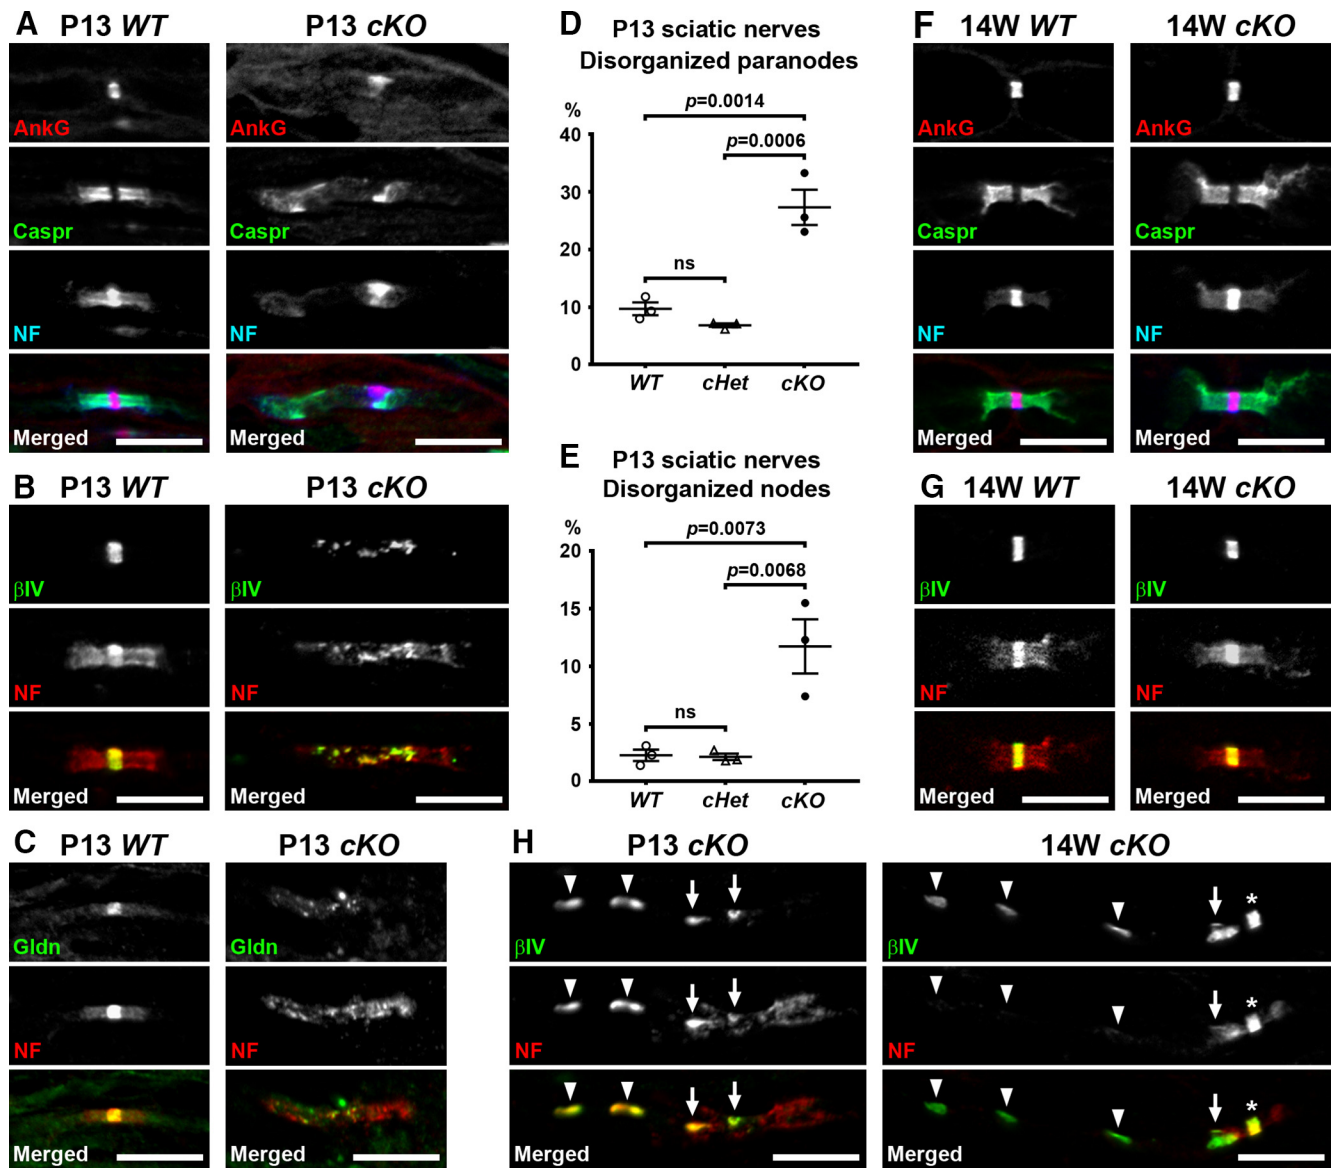 A P13 WT P13 cKO
AnkG AnkG
Caspr Caspr
NF NF
Merged Merged
B P13 WT P13 cKO
βIV βIV
NF NF
Merged Merged
C P13 WT P13 cKO
Gldn Gldn
NF NF
Merged Merged
D P13 sciatic nerves
Disorganized paranodes
%
p=0.0014
40
p=0.0006
30
20
ns
10
0
WT cHet cKO
E P13 sciatic nerves
Disorganized nodes
%
p=0.0073
20
p=0.0068
15
10
5
ns
0
WT cHet cKO
F 14W WT 14W cKO
AnkG AnkG
Caspr Caspr
NF NF
Merged Merged
G 14W WT 14W cKO
βIV βIV
NF NF
Merged Merged
H P13 cKO 14W cKO
*
βIV βIV
*
NF NF
*
Merged Merged